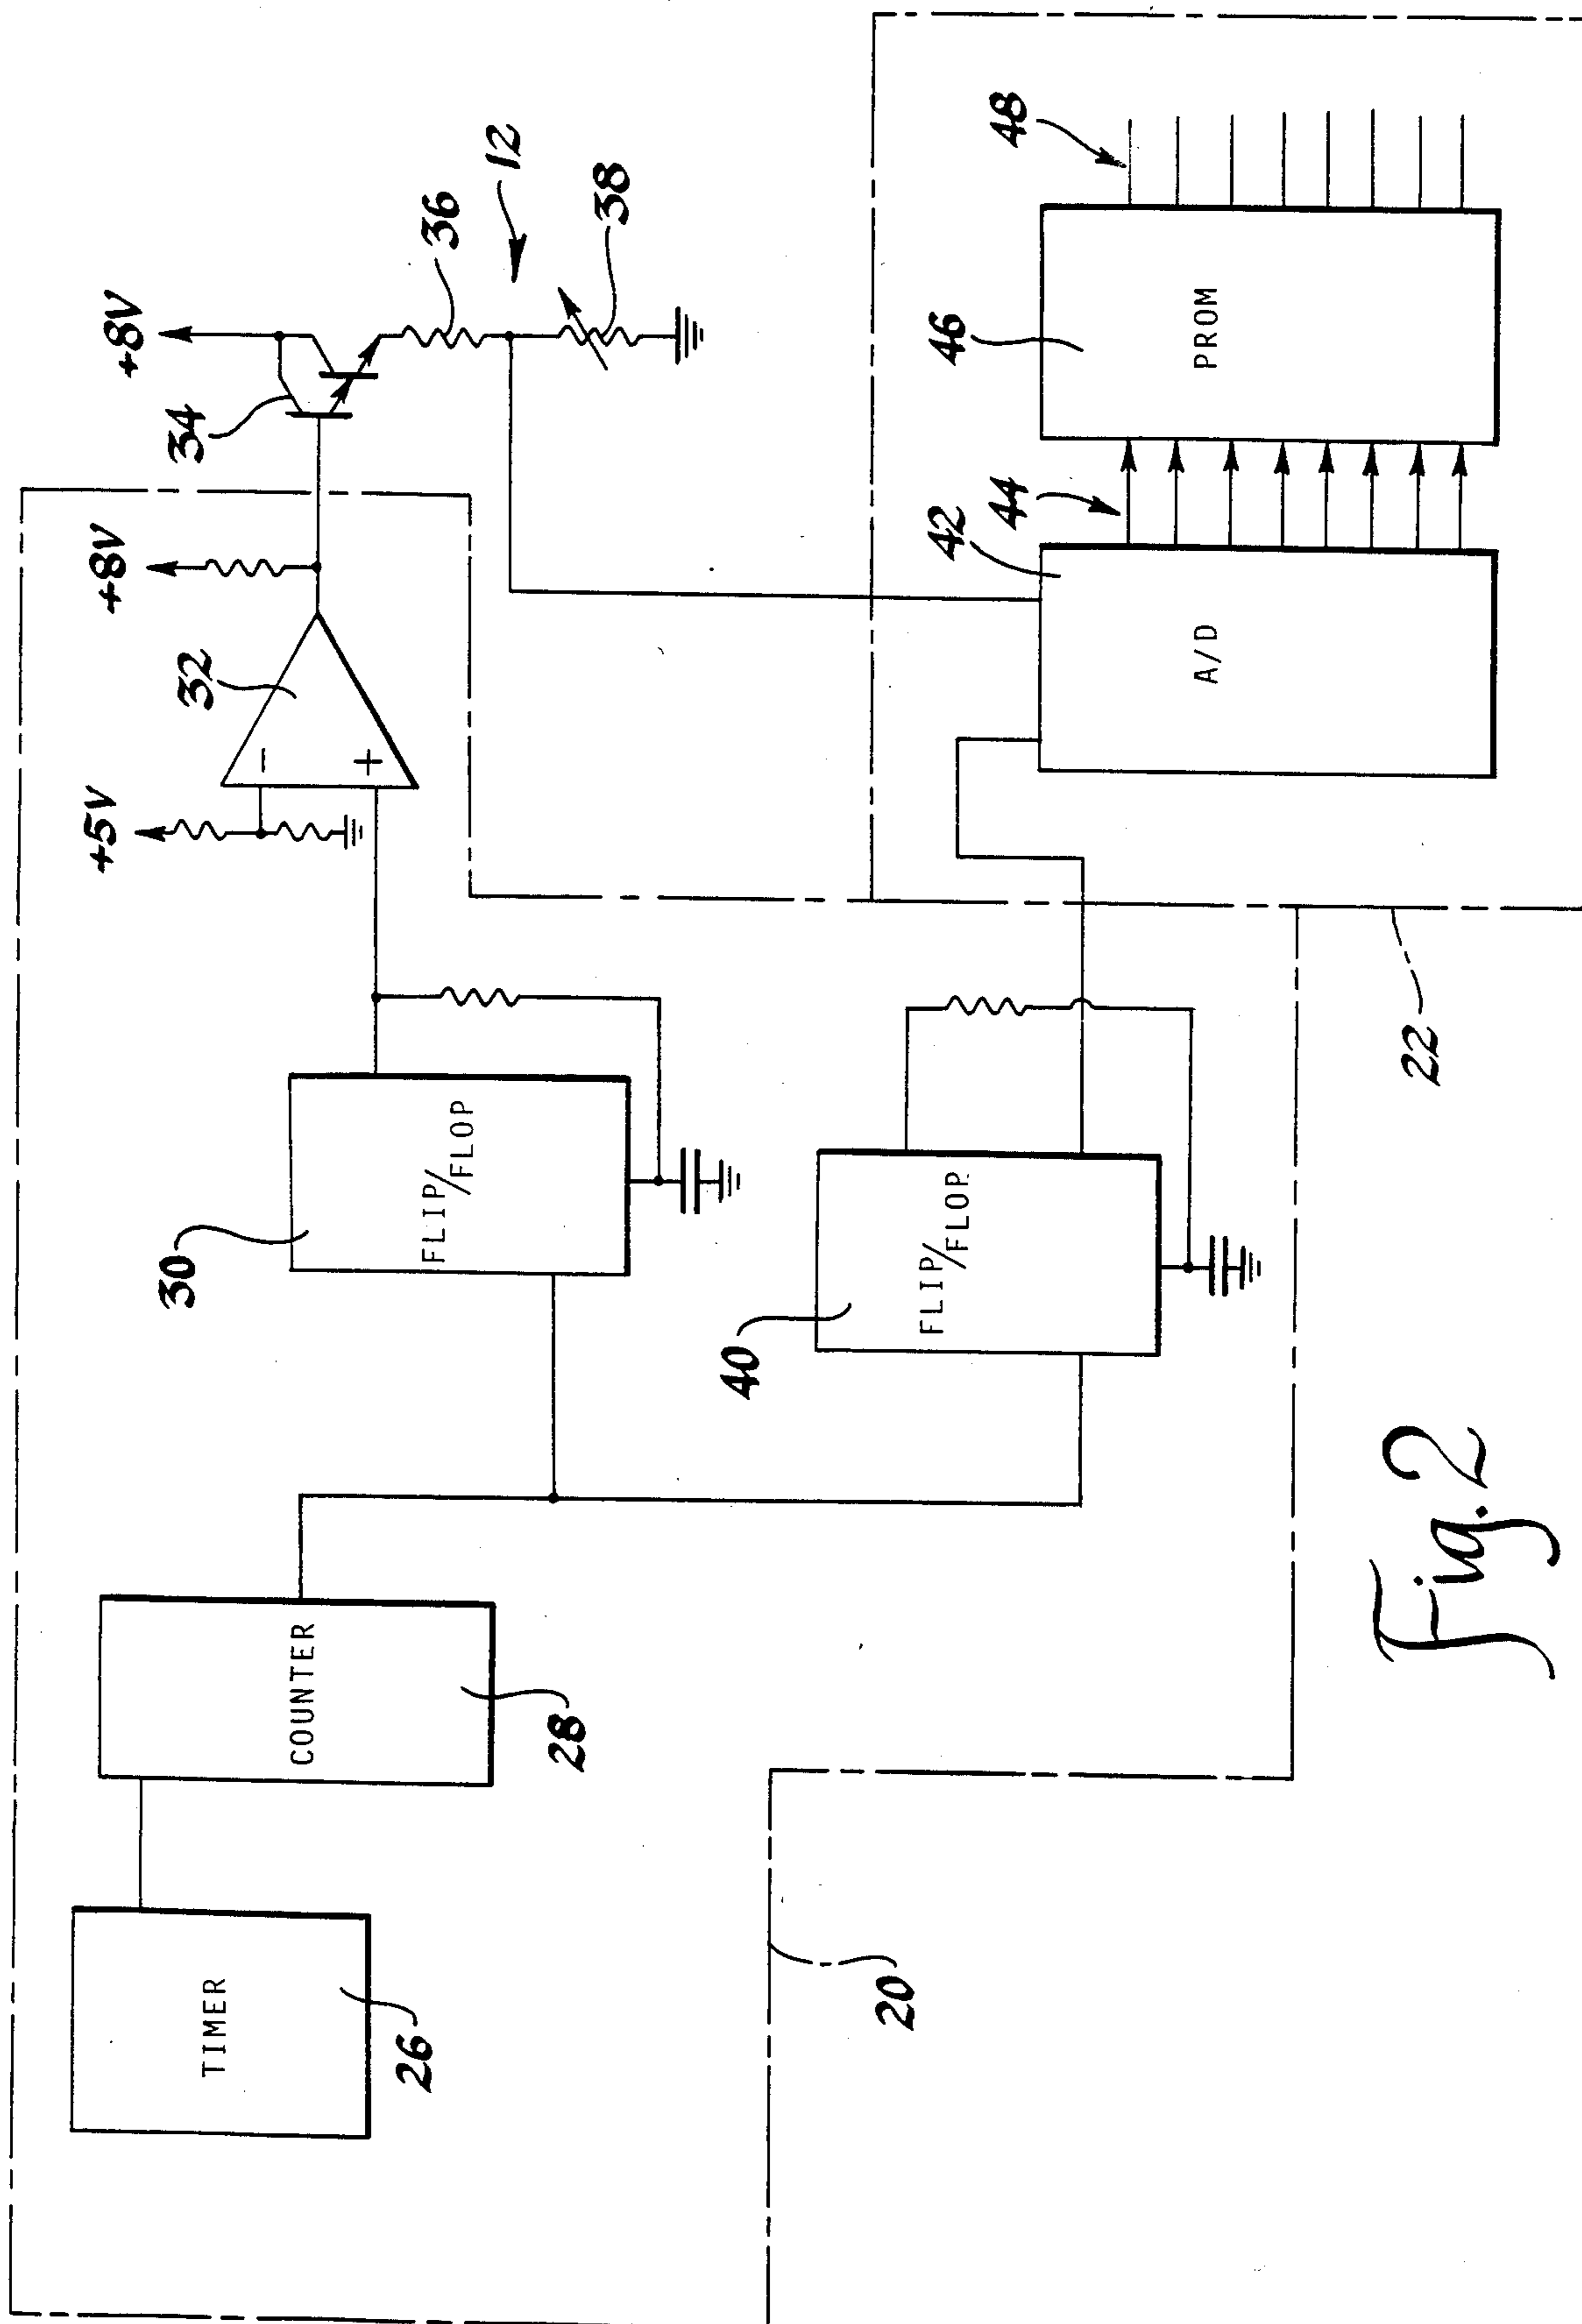 +8V
34
36
12
38
+8V
32
+5V
-
+
30
FLIP/FLOP
40
FLIP/FLOP
COUNTER
28
TIMER
26
20
22
42
A/D
44
46
PROM
48
Fig. 2